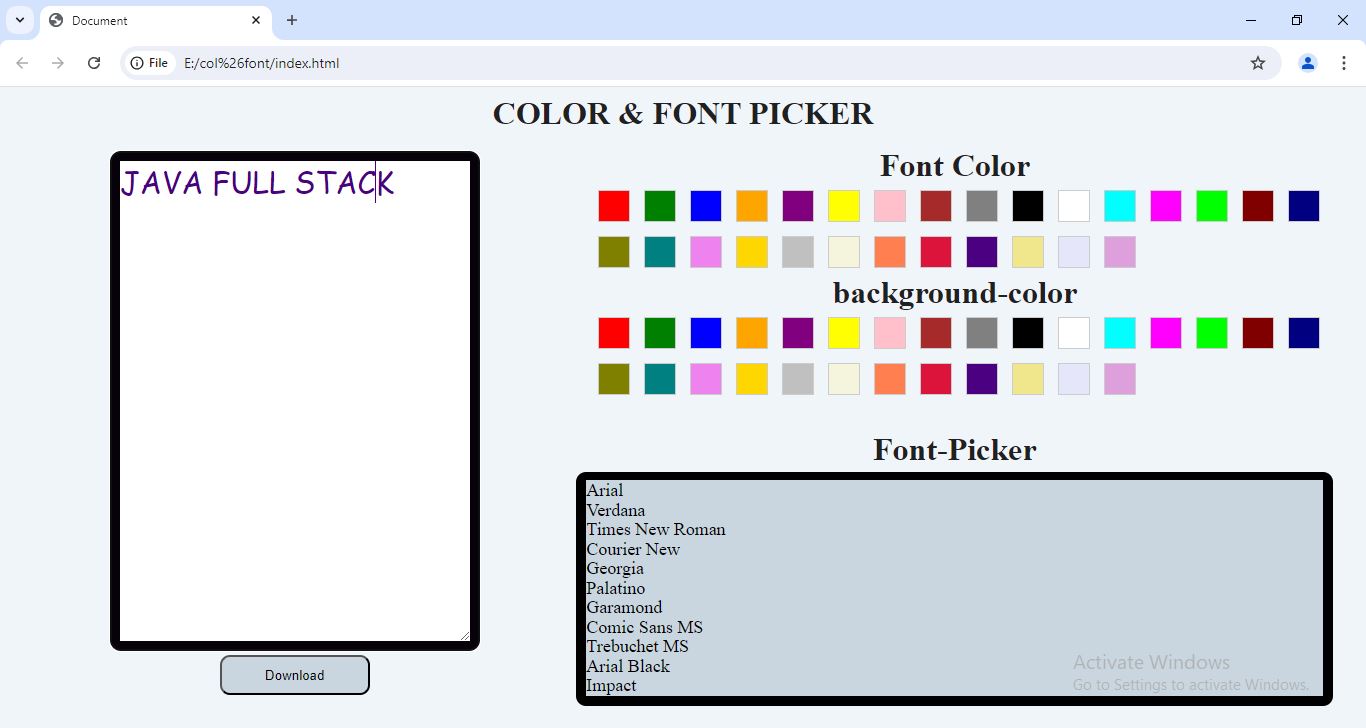 Document
File E:/col%26font/index.html
COLOR & FONT PICKER
JAVA FULL STACK
Download
Font Color
background-color
Font-Picker
Arial
Verdana
Times New Roman
Courier New
Georgia
Palatino
Garamond
Comic Sans MS
Trebuchet MS
Arial Black
Impact
Activate Windows
Go to Settings to activate Windows.